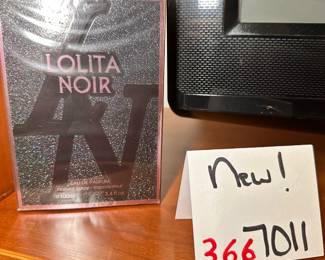 LOLITA
NOIR
EAU DE PARFUM
New!
366 7011